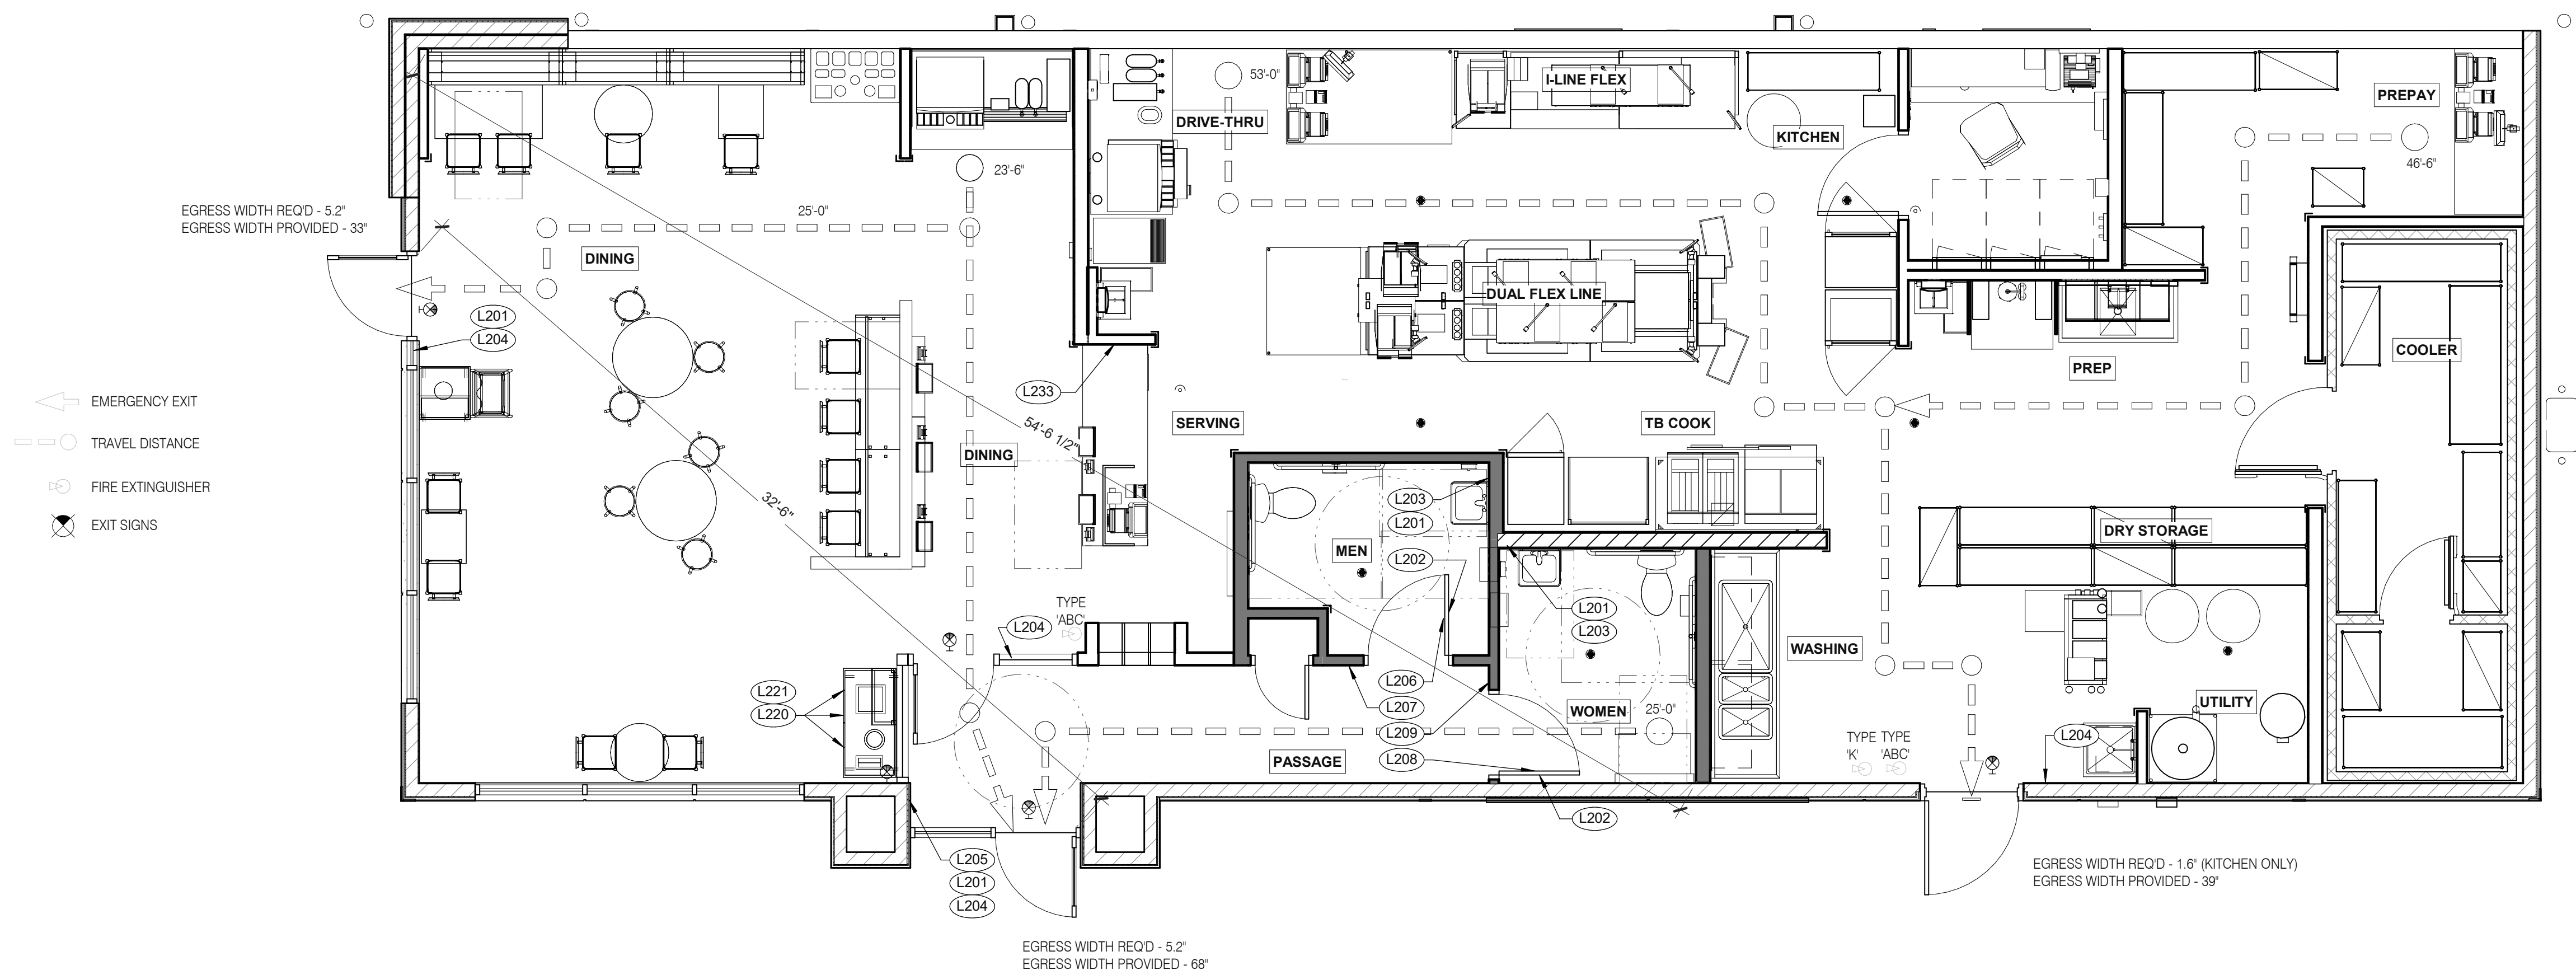 53'-0"
I-LINE FLEX
PREPAY
DRIVE-THRU
KITCHEN
23'-6"
46'-6"
EGRESS WIDTH REQ'D - 5.2"
EGRESS WIDTH PROVIDED - 33"
25'-0"
DINING
DUAL FLEX LINE
L201
L204
COOLER
PREP
L233
EMERGENCY EXIT
TRAVEL DISTANCE
SERVING
TB COOK
54'-6 1/2"
DINING
FIRE EXTINGUISHER
EXIT SIGNS
32'-6"
L203
L201
DRY STORAGE
MEN
L202
TYPE
'ABC'
L204
L201
L203
WASHING
L206
L221
L220
L207
WOMEN
25'-0"
UTILITY
L209
L208
PASSAGE
TYPE
'K'
TYPE
'ABC'
L204
L202
L205
L201
L204
EGRESS WIDTH REQ'D - 1.6" (KITCHEN ONLY)
EGRESS WIDTH PROVIDED - 39"
EGRESS WIDTH REQ'D - 5.2"
EGRESS WIDTH PROVIDED - 68"